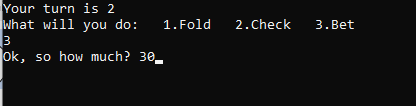 Your turn is 2
What will you do:   1.Fold   2.Check   3.Bet
3
Ok, so how much? 30